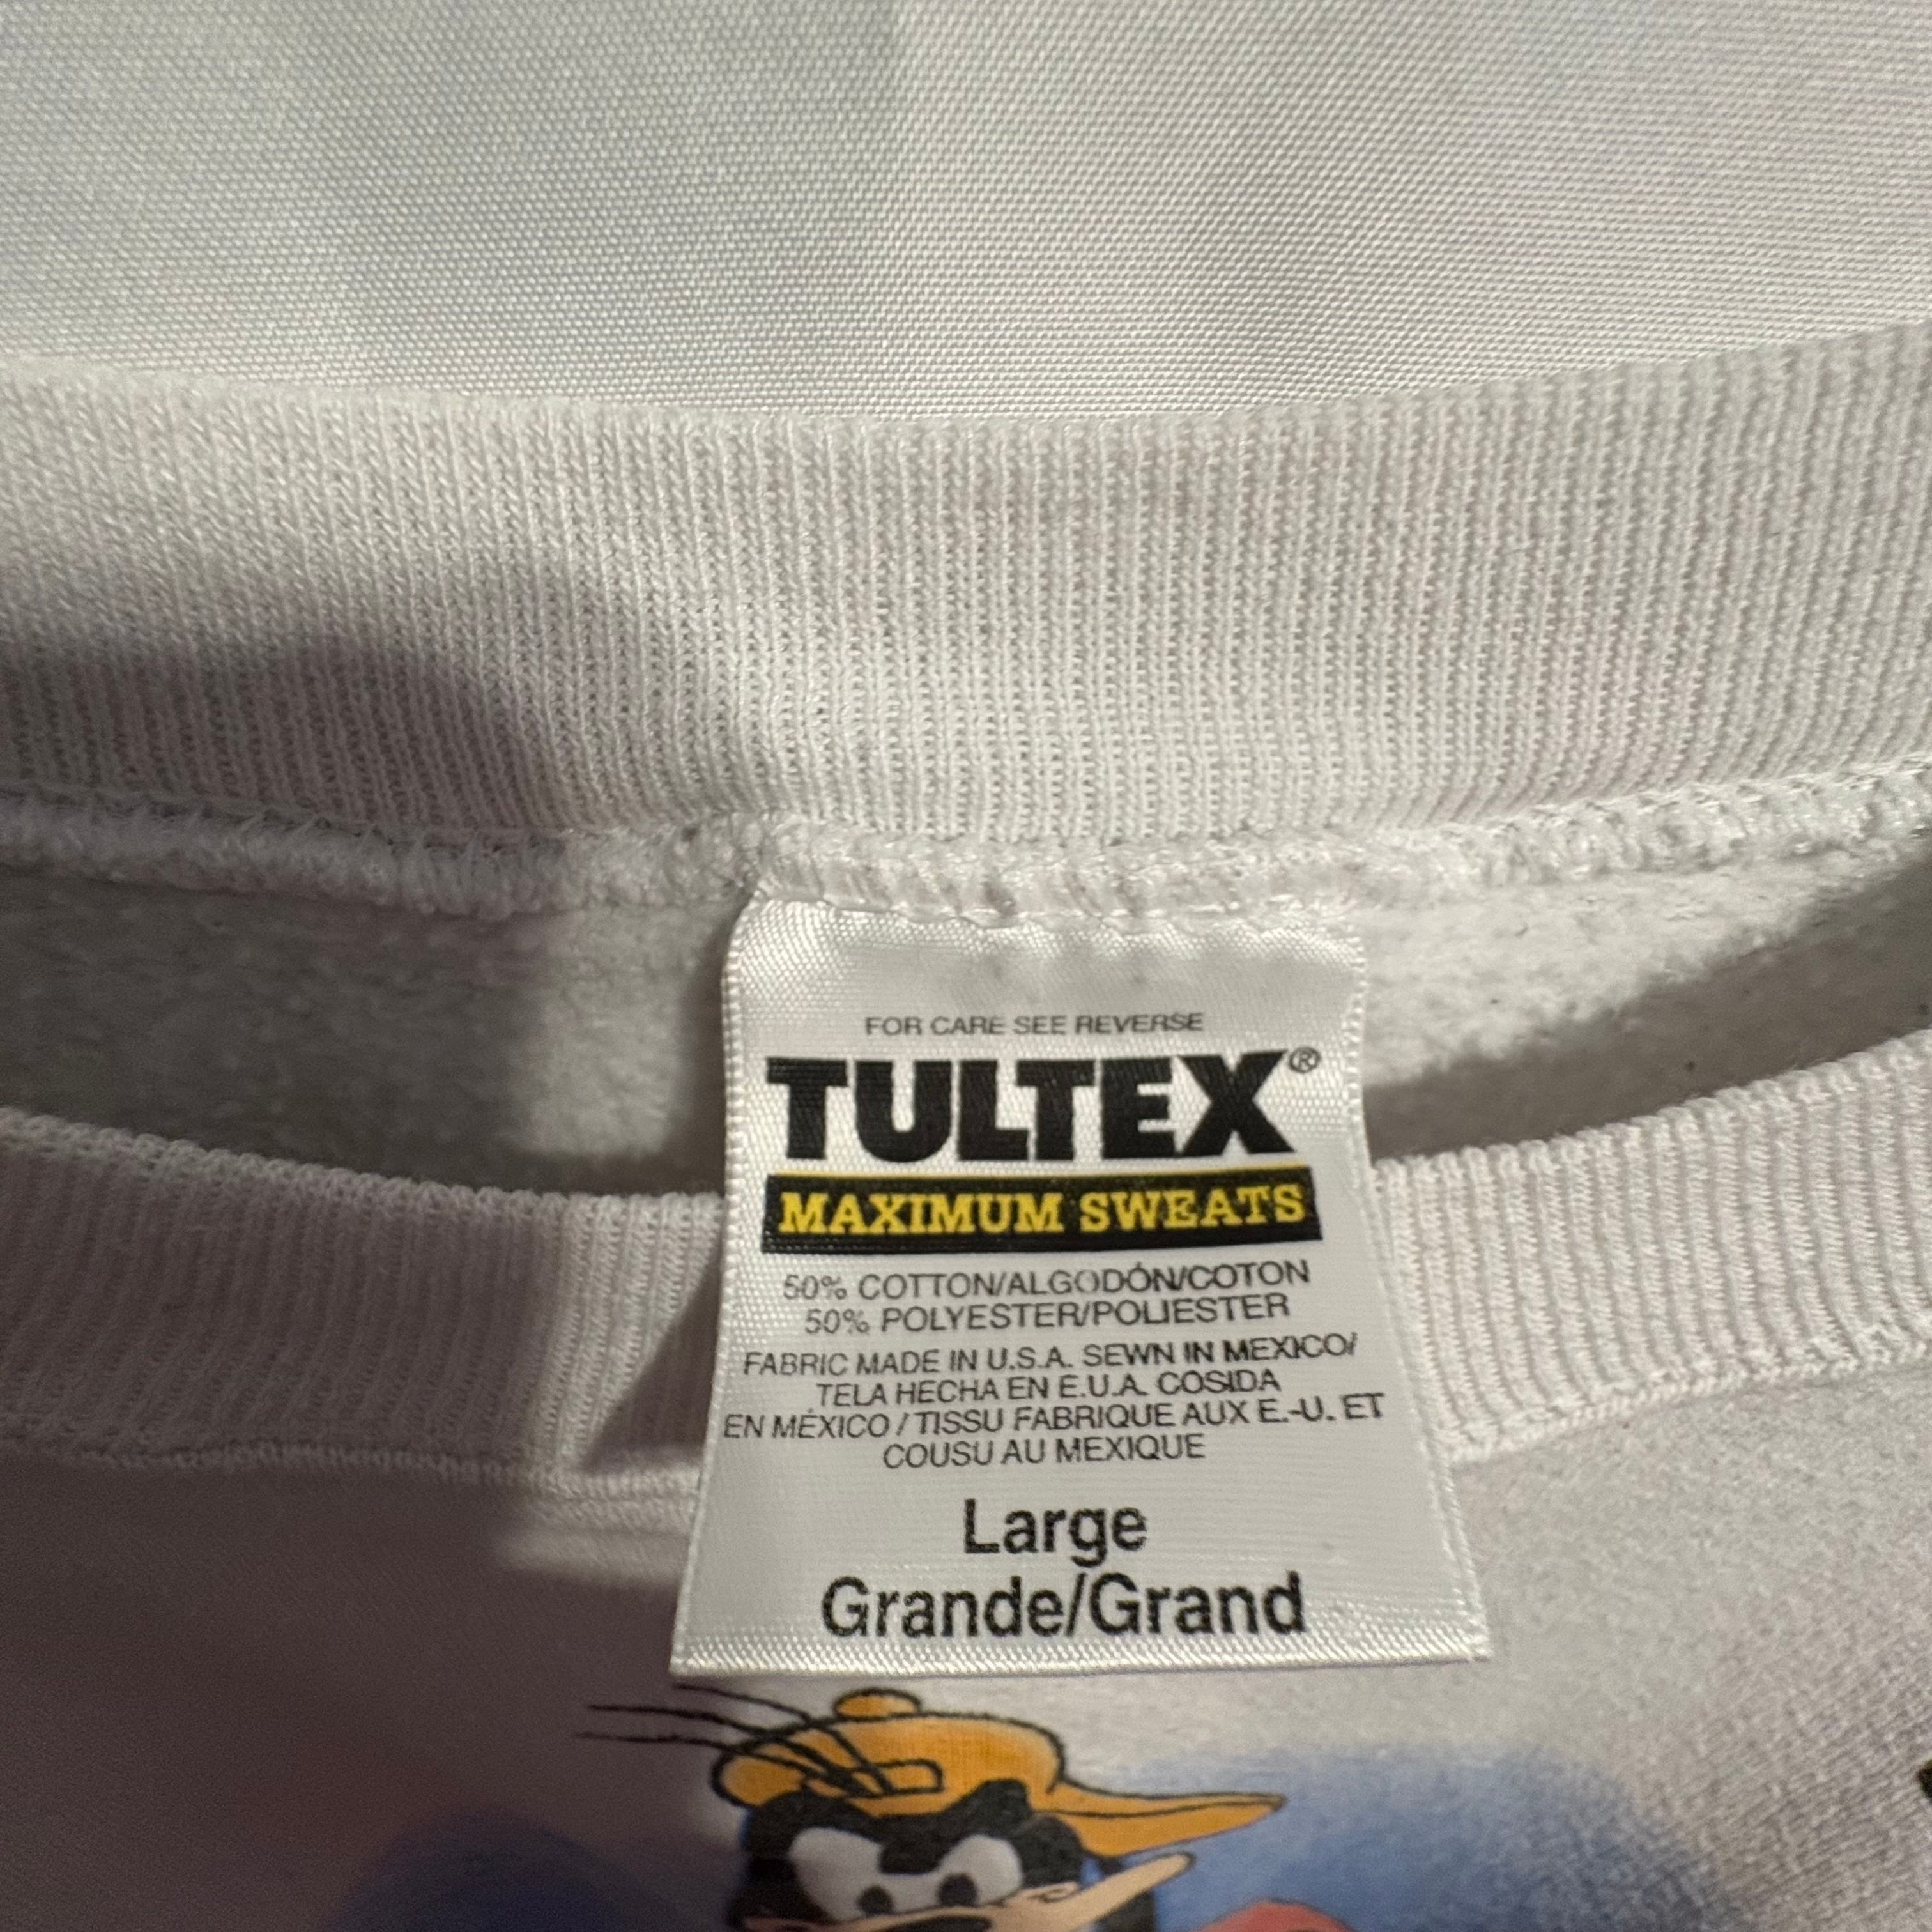 FOR CARE SEE REVERSE
TULTEX®
MAXIMUM SWEATS
50% COTTON/ALGODÓN/COTON
50% POLYESTER/POLIESTER
FABRIC MADE IN U.S.A. SEWN IN MEXICO/
TELA HECHA EN E.U.A. COSIDA
EN MÉXICO / TISSU FABRIQUE AUX E.-U. ET
COUSU AU MEXIQUE
Large
Grande/Grand